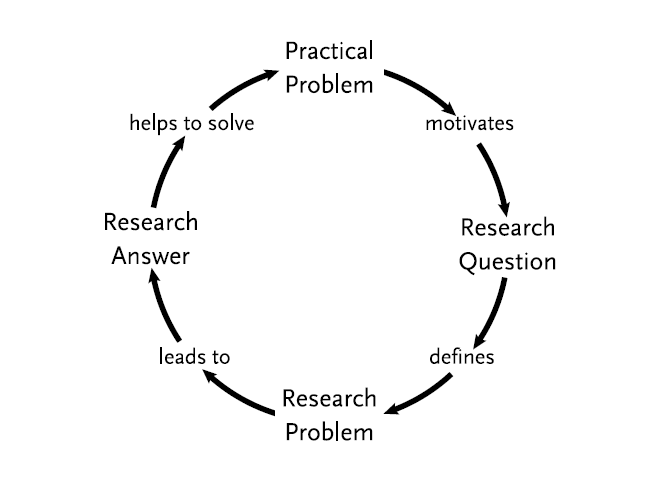 Practical
Problem
motivates
Research
Question
defines
Research
Problem
leads to
Research
Answer
helps to solve